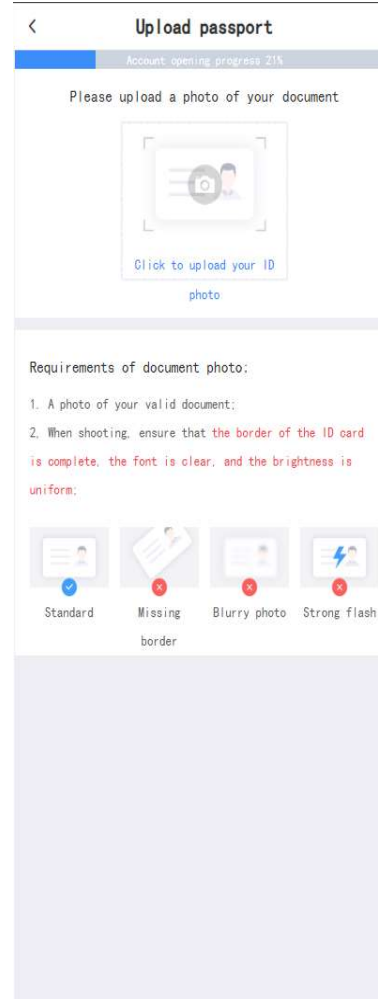 Upload passport
Account opening progress 21%
Please upload a photo of your document
Click to upload your ID
photo
Requirements of document photo:
1. A photo of your valid document;
2, When shooting, ensure that the border of the ID card
is complete, the font is clear, and the brightness is
uniform;
Standard
Missing
border
Blurry photo
Strong flash